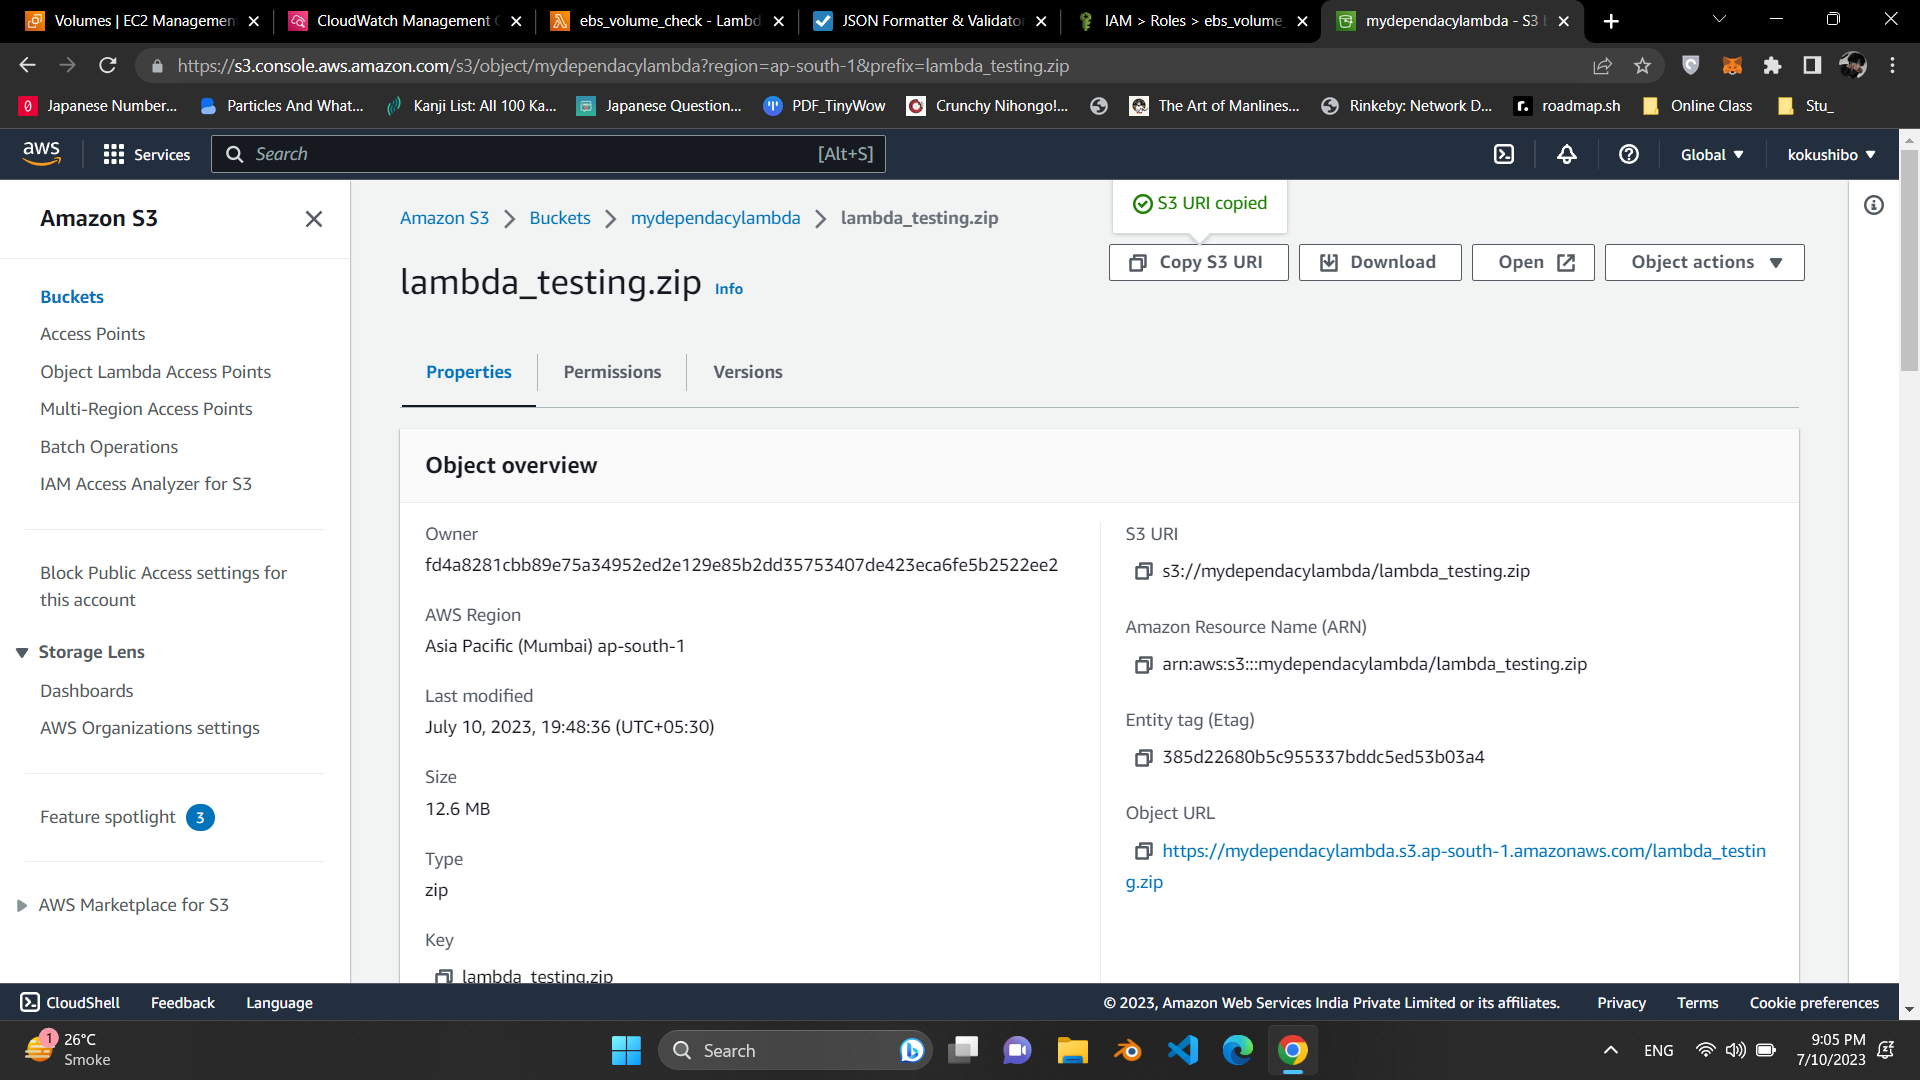 Volumes | EC2 Managemen
CloudWatch Management C
ebs_volume_check - Lambd
JSON Formatter & Validator
IAM > Roles > ebs_volume_
mydependacylambda - S3 b
https://s3.console.aws.amazon.com/s3/object/mydependacylambda?region=ap-south-1&prefix=lambda_testing.zip
Japanese Number...
Particles And What...
Kanji List: All 100 Ka...
Japanese Question...
PDF_TinyWow
Crunchy Nihongo!...
The Art of Manlines...
Rinkeby: Network D...
roadmap.sh
Online Class
Stu_
aws
Services
Search
[Alt+S]
Global
kokushibo
Amazon S3
Buckets
Access Points
Object Lambda Access Points
Multi-Region Access Points
Batch Operations
IAM Access Analyzer for S3
Block Public Access settings for
this account
Storage Lens
Dashboards
AWS Organizations settings
Feature spotlight 3
AWS Marketplace for S3
Amazon S3 > Buckets > mydependacylambda > lambda_testing.zip
S3 URI copied
lambda_testing.zip Info
Copy S3 URI
Download
Open
Object actions
Properties
Permissions
Versions
Object overview
Owner
fd4a8281cbb89e75a34952ed2e129e85b2dd35753407de423eca6fe5b2522ee2
AWS Region
Asia Pacific (Mumbai) ap-south-1
Last modified
July 10, 2023, 19:48:36 (UTC+05:30)
Size
12.6 MB
Type
zip
Key
lambda_testing.zip
S3 URI
s3://mydependacylambda/lambda_testing.zip
Amazon Resource Name (ARN)
arn:aws:s3:::mydependacylambda/lambda_testing.zip
Entity tag (Etag)
385d22680b5c955337bddc5ed53b03a4
Object URL
https://mydependacylambda.s3.ap-south-1.amazonaws.com/lambda_testin
g.zip
CloudShell
Feedback
Language
© 2023, Amazon Web Services India Private Limited or its affiliates.
Privacy
Terms
Cookie preferences
1
26°C
Smoke
Search
ENG
9:05 PM
7/10/2023